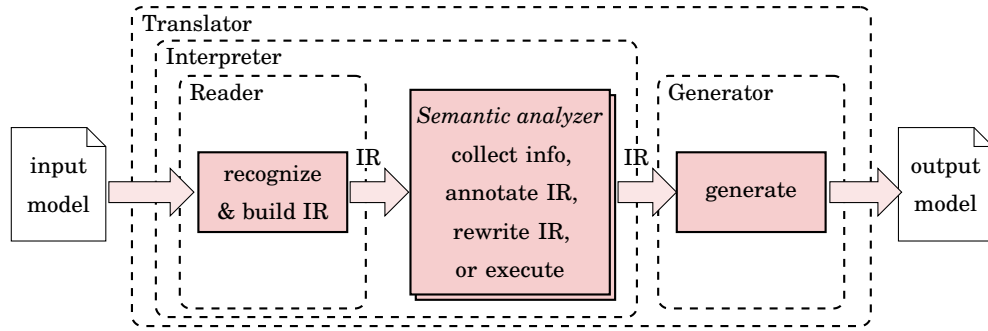 Translator
Interpreter
Reader
Generator
input
model
recognize
& build IR
IR
Semantic analyzer
collect info,
annotate IR,
rewrite IR,
or execute
IR
generate
output
model